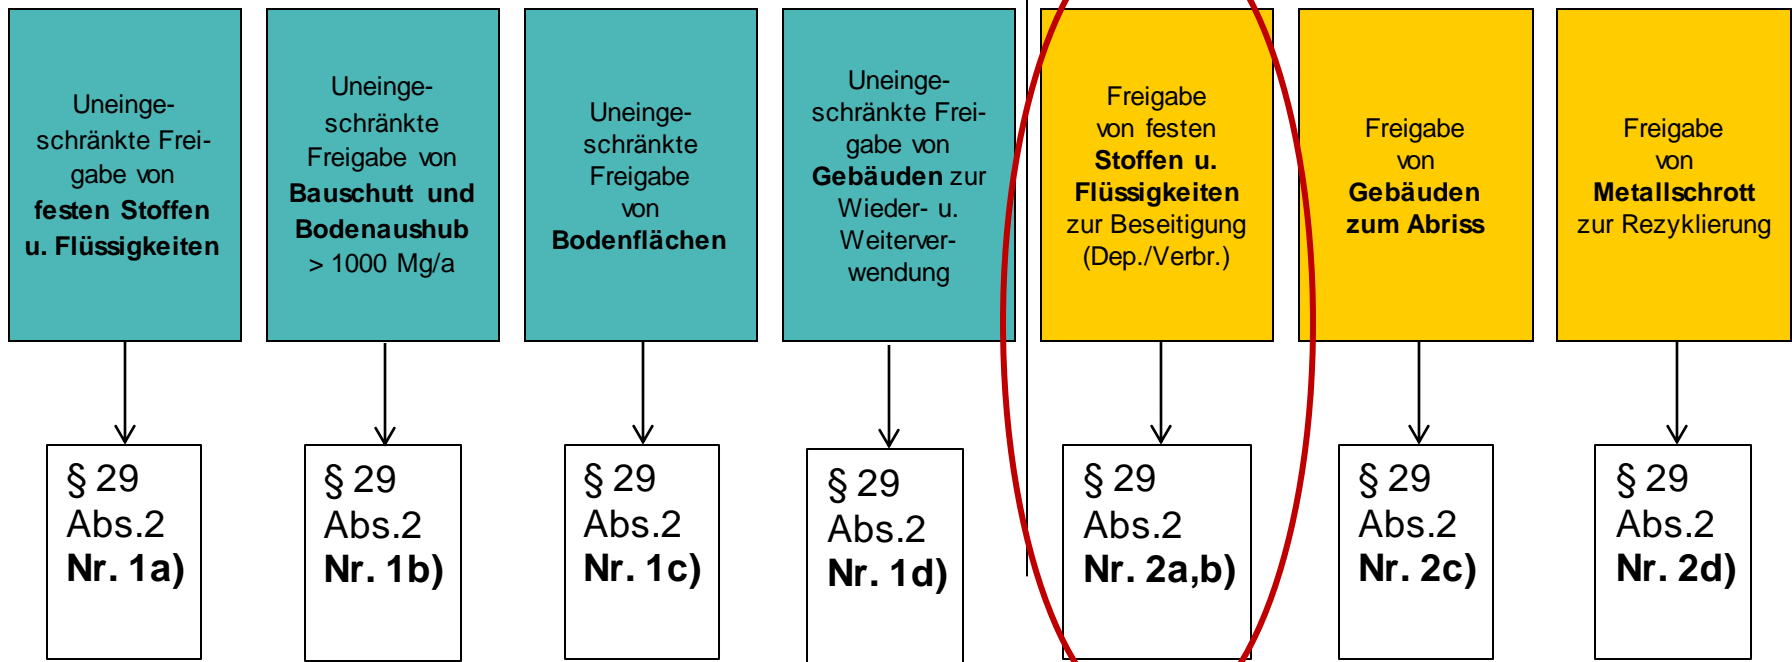 Uneinge-
schränkte Frei-
gabe von
festen Stoffen
u. Flüssigkeiten
Uneinge-
schränkte
Freigabe von
Bauschutt und
Bodenaushub
> 1000 Mg/a
Uneinge-
schränkte
Freigabe
von
Bodenflächen
Uneinge-
schränkte Frei-
gabe von
Gebäuden zur
Wieder- u.
Weiterver-
wendung
Freigabe
von festen
Stoffen u.
Flüssigkeiten
zur Beseitigung
(Dep./Verbr.)
Freigabe
von
Gebäuden
zum Abriss
Freigabe
von
Metallschrott
zur Rezyklierung
§ 29
Abs.2
Nr. 1a)
§ 29
Abs.2
Nr. 1b)
§ 29
Abs.2
Nr. 1c)
§ 29
Abs.2
Nr. 1d)
§ 29
Abs.2
Nr. 2a,b)
§ 29
Abs.2
Nr. 2c)
§ 29
Abs.2
Nr. 2d)